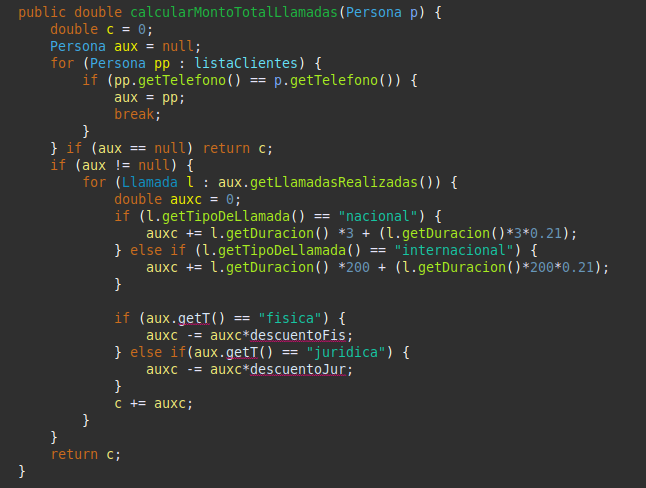 public double calcularMontoTotalLlamadas(Persona p) {
    double c = 0;
    Persona aux = null;
    for (Persona pp : listaClientes) {
        if (pp.getTelefono() == p.getTelefono()) {
            aux = pp;
            break;
        }
    } if (aux == null) return c;
    if (aux != null) {
        for (Llamada l : aux.getLlamadasRealizadas()) {
            double auxc = 0;
            if (l.getTipoDeLlamada() == "nacional") {
                auxc += l.getDuracion() *3 + (l.getDuracion()*3*0.21);
            } else if (l.getTipoDeLlamada() == "internacional") {
                auxc += l.getDuracion() *200 + (l.getDuracion()*200*0.21);
            }

            if (aux.getT() == "fisica") {
                auxc -= auxc*descuentoFis;
            } else if(aux.getT() == "juridica") {
                auxc -= auxc*descuentoJur;
            }
            c += auxc;
        }
    }
    return c;
}